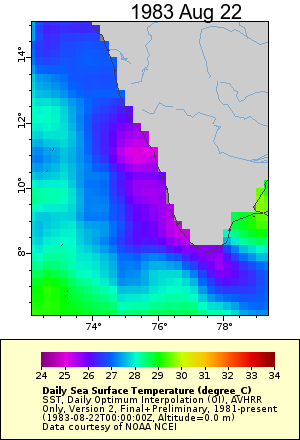 1983 Aug 22
14°
12°
10°
8°
74°
76°
78°
24 25 26 27 28 29 30 31 32 33 34
Daily Sea Surface Temperature (degree_C)
SST, Daily Optimum Interpolation (OI), AVHRR
Only, Version 2, Final+Preliminary, 1981-present
(1983-08-22T00:00:00Z, Altitude=0.0 m)
Data courtesy of NOAA NCEI